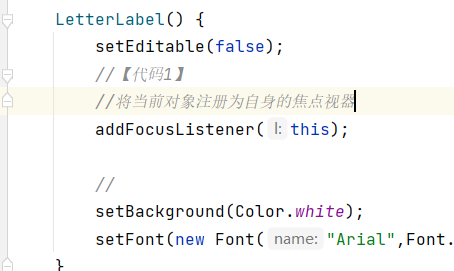 LetterLabel() {
setEditable(false);
//【代码1】
//将当前对象注册为自身的焦点视器
addFocusListener( l: this);
//
setBackground(Color.white);
setFont(new Font( name: "Arial",Font.
}